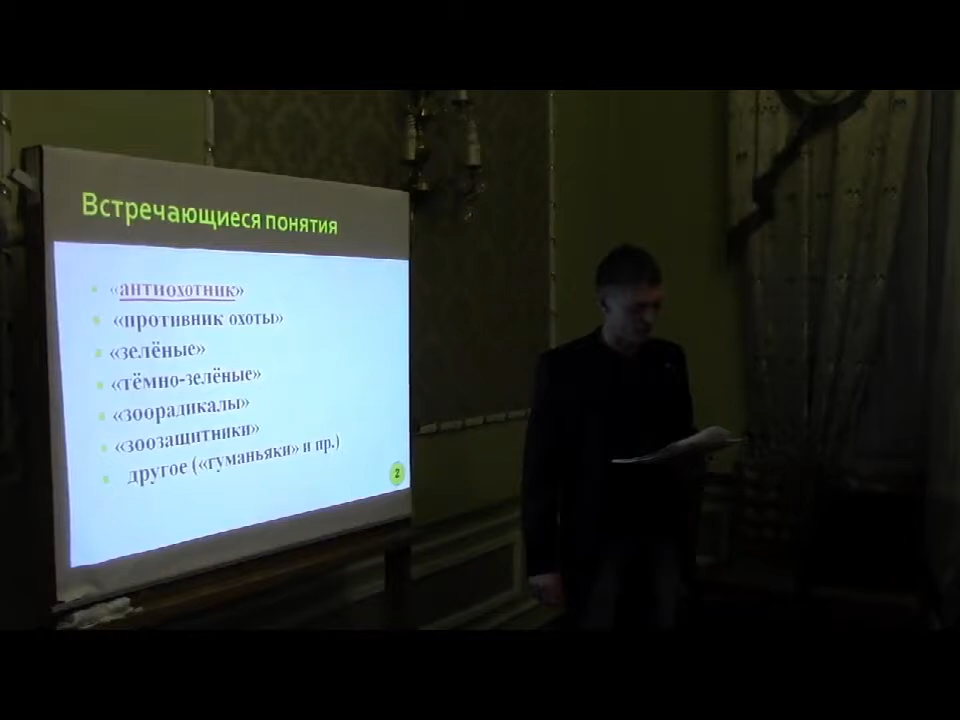 Встречающиеся понятия
«антиохотник»
«противник охоты»
«зелёные»
«тёмно-зелёные»
«зоорадикалы»
«зоозащитники»
другое («гуманьяки» и пр.)
2